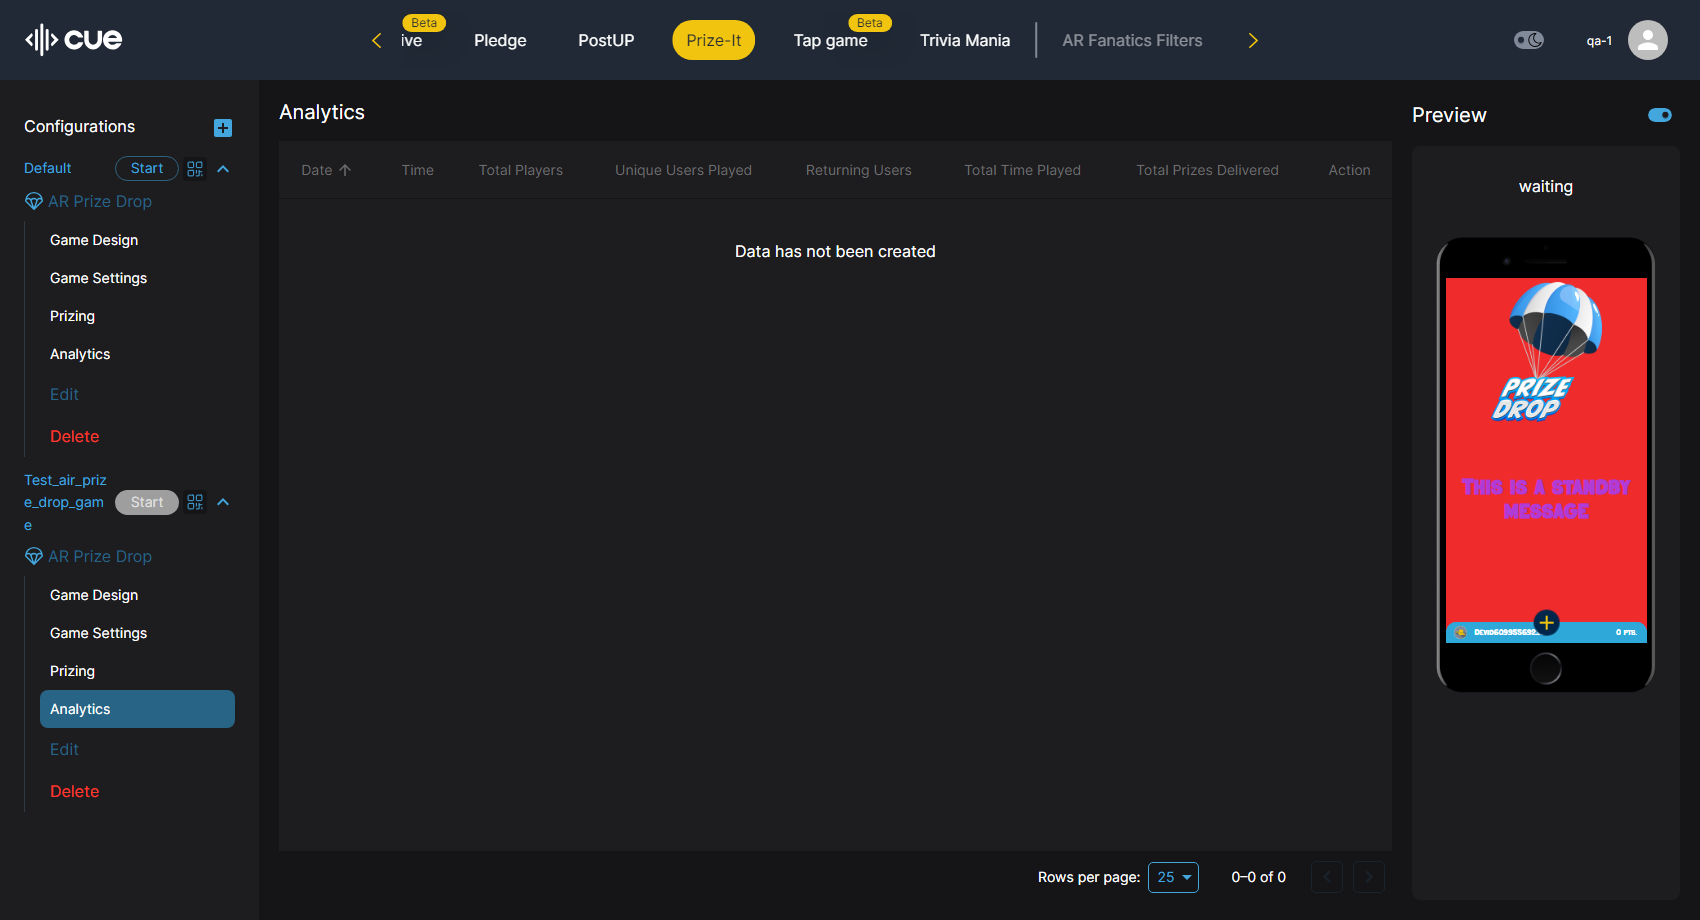 cue
Beta
ive
Pledge
PostUP
Prize-It
Beta
Tap game
Trivia Mania
AR Fanatics Filters
qa-1
Configurations
Default
Start
AR Prize Drop
Game Design
Game Settings
Prizing
Analytics
Edit
Delete
Test_air_priz
e_drop_gam
e
Start
AR Prize Drop
Game Design
Game Settings
Prizing
Analytics
Edit
Delete
Analytics
Date
Time
Total Players
Unique Users Played
Returning Users
Total Time Played
Total Prizes Delivered
Action
Data has not been created
Rows per page:
25
0–0 of 0
Preview
waiting
PRIZE
DROP
This is a standby
message
0 pts.